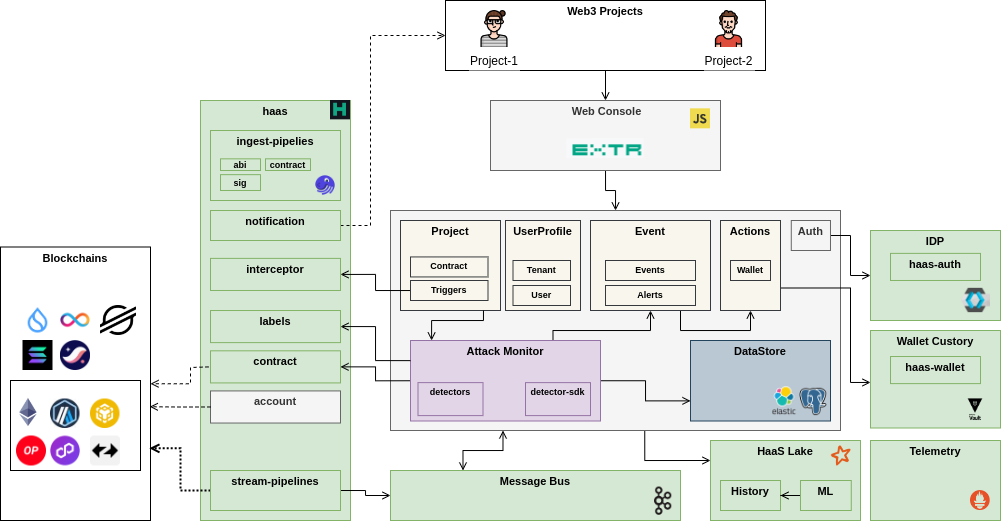 Web3 Projects
Project-1
Project-2
haas
H
ingest-pipelies
abi
contract
sig
notification
interceptor
labels
contract
account
stream-pipelines
Blockchains
OP
Web Console
JS
EXTR
Project
Contract
Triggers
UserProfile
Tenant
User
Event
Events
Alerts
Actions
Wallet
Auth
Attack Monitor
detectors
detector-sdk
DataStore
elastic
IDP
haas-auth
Wallet Custory
haas-wallet
Vault
Message Bus
HaaS Lake
History
ML
Telemetry